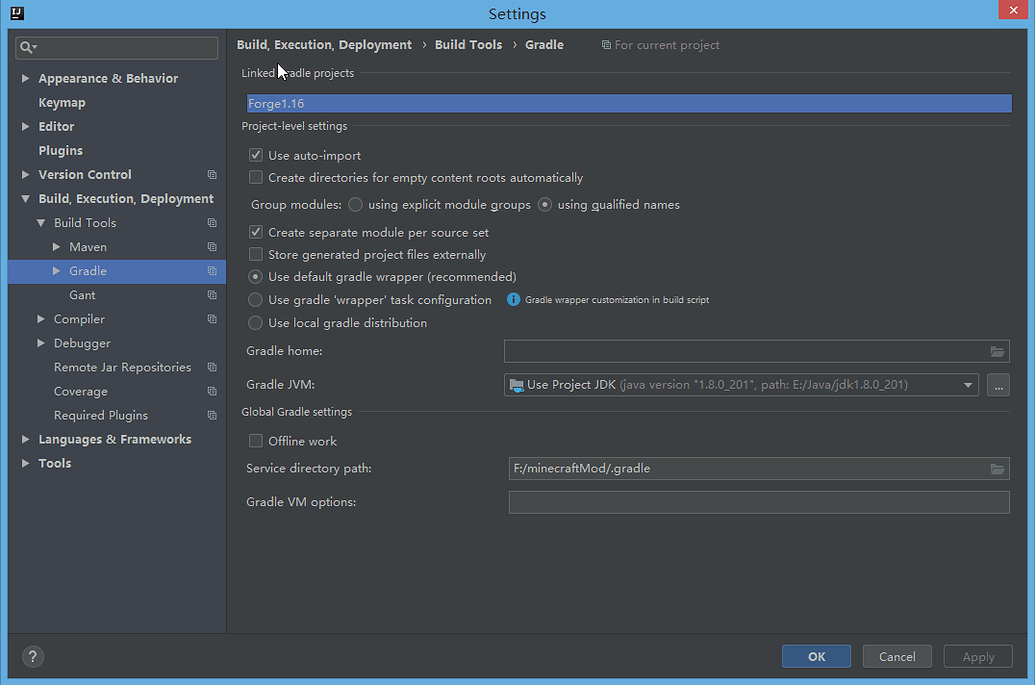 IJ
Settings
Build, Execution, Deployment › Build Tools › Gradle For current project
Appearance & Behavior
Keymap
Editor
Plugins
Version Control
Build, Execution, Deployment
Build Tools
Maven
Gradle
Gant
Compiler
Debugger
Remote Jar Repositories
Coverage
Required Plugins
Languages & Frameworks
Tools
Linked Gradle projects
Forge1.16
Project-level settings
Use auto-import
Create directories for empty content roots automatically
Group modules: using explicit module groups using qualified names
Create separate module per source set
Store generated project files externally
Use default gradle wrapper (recommended)
Use gradle 'wrapper' task configuration Gradle wrapper customization in build script
Use local gradle distribution
Gradle home:
Gradle JVM: Use Project JDK (java version "1.8.0_201", path: E:/Java/jdk1.8.0_201) ...
Global Gradle settings
Offline work
Service directory path: F:/minecraftMod/.gradle
Gradle VM options:
? OK Cancel Apply